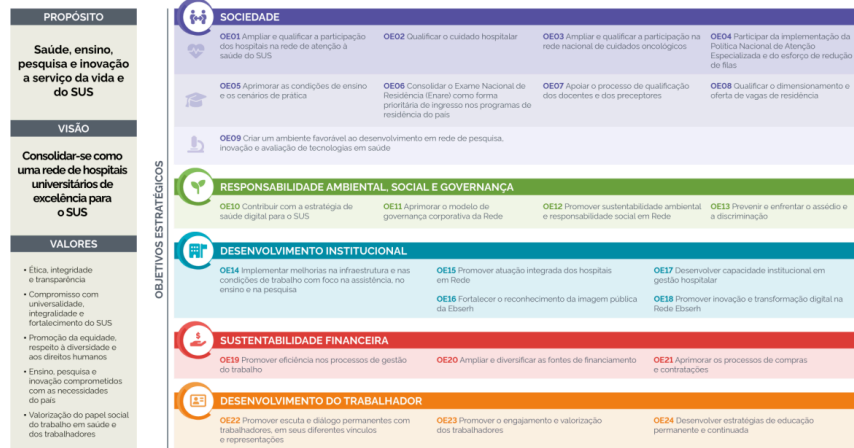 PROPÓSITO
Saúde, ensino,
pesquisa e inovação
a serviço da vida e
do SUS
VISÃO
Consolidar-se como
uma rede de hospitais
universitários de
excelência para
o SUS
VALORES
• Ética, integridade
e transparência
• Compromisso com
universalidade,
integralidade e
fortalecimento do SUS
• Promoção da equidade,
respeito à diversidade e
aos direitos humanos
• Ensino, pesquisa e
inovação comprometidos
com as necessidades
do país
• Valorização do papel social
do trabalho em saúde e
dos trabalhadores
OBJETIVOS ESTRATÉGICOS
SOCIEDADE
OE01 Ampliar e qualificar a participação
dos hospitais na rede de atenção à
saúde do SUS
OE02 Qualificar o cuidado hospitalar
OE03 Ampliar e qualificar a participação na
rede nacional de cuidados oncológicos
OE04 Participar da implementação da
Política Nacional de Atenção
Especializada e do esforço de redução
de filas
OE05 Aprimorar as condições de ensino
e os cenários de prática
OE06 Consolidar o Exame Nacional de
Residência (Enare) como forma
prioritária de ingresso nos programas de
residência do país
OE07 Apoiar o processo de qualificação
dos docentes e dos preceptores
OE08 Qualificar o dimensionamento e
oferta de vagas de residência
OE09 Criar um ambiente favorável ao desenvolvimento em rede de pesquisa,
inovação e avaliação de tecnologias em saúde
RESPONSABILIDADE AMBIENTAL, SOCIAL E GOVERNANÇA
OE10 Contribuir com a estratégia de
saúde digital para o SUS
OE11 Aprimorar o modelo de
governança corporativa da Rede
OE12 Promover sustentabilidade ambiental
e responsabilidade social em Rede
OE13 Prevenir e enfrentar o assédio e
a discriminação
DESENVOLVIMENTO INSTITUCIONAL
OE14 Implementar melhorias na infraestrutura e nas
condições de trabalho com foco na assistência, no
ensino e na pesquisa
OE15 Promover atuação integrada dos hospitais
em Rede
OE16 Fortalecer o reconhecimento da imagem pública
da Ebserh
OE17 Desenvolver capacidade institucional em
gestão hospitalar
OE18 Promover inovação e transformação digital na
Rede Ebserh
SUSTENTABILIDADE FINANCEIRA
OE19 Promover eficiência nos processos de gestão
do trabalho
OE20 Ampliar e diversificar as fontes de financiamento
OE21 Aprimorar os processos de compras
e contratações
DESENVOLVIMENTO DO TRABALHADOR
OE22 Promover escuta e diálogo permanentes com
trabalhadores, em seus diferentes vínculos
e representações
OE23 Promover o engajamento e valorização
dos trabalhadores
OE24 Desenvolver estratégias de educação
permanente e continuada